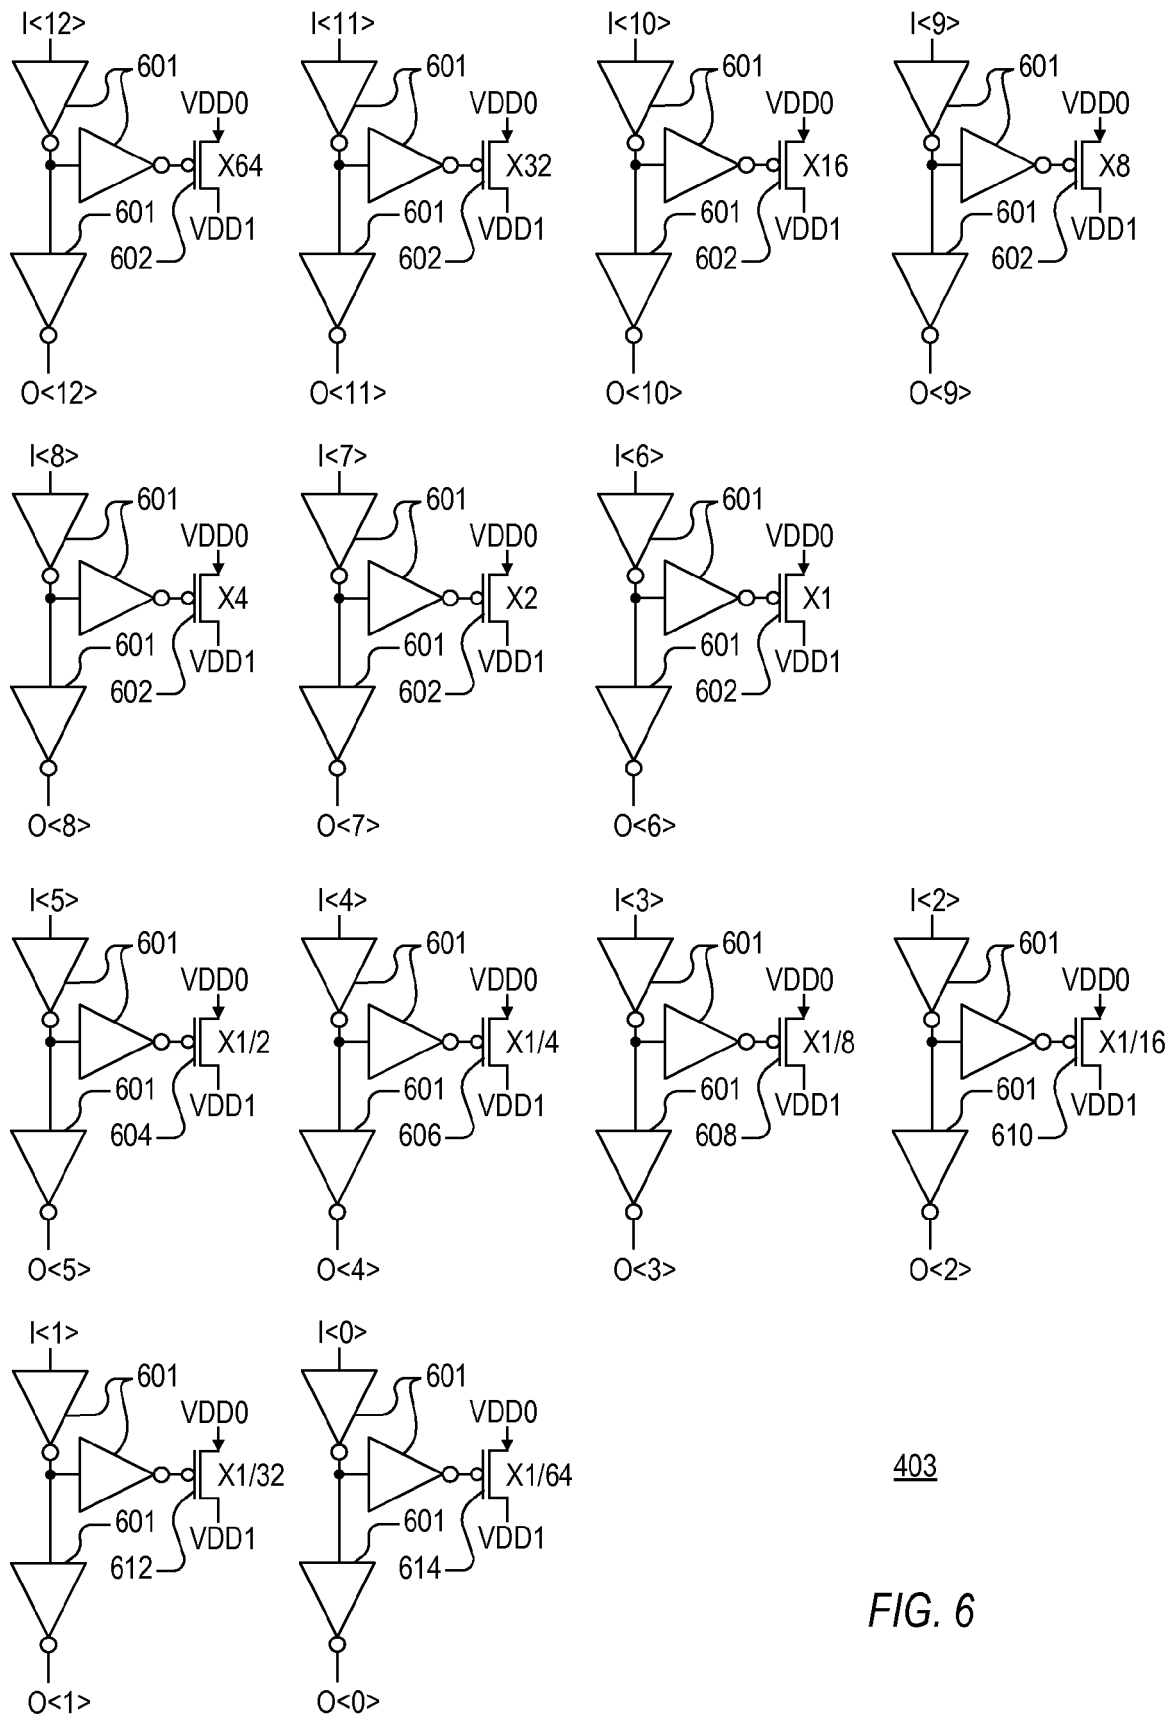 I<12> I<11> I<10> I<9>
601 601 601 601
VDD0 VDD0 VDD0 VDD0
X64 X32 X16 X8
601 601 601 601
VDD1 VDD1 VDD1 VDD1
602 602 602 602
O<12> O<11> O<10> O<9>
I<8> I<7> I<6>
601 601 601
VDD0 VDD0 VDD0
X4 X2 X1
601 601 601
VDD1 VDD1 VDD1
602 602 602
O<8> O<7> O<6>
I<5> I<4> I<3> I<2>
601 601 601 601
VDD0 VDD0 VDD0 VDD0
X1/2 X1/4 X1/8 X1/16
601 601 601 601
VDD1 VDD1 VDD1 VDD1
604 606 608 610
O<5> O<4> O<3> O<2>
I<1> I<0>
601 601
VDD0 VDD0
X1/32 X1/64
403
601 601
VDD1 VDD1
612 614
FIG. 6
O<1> O<0>